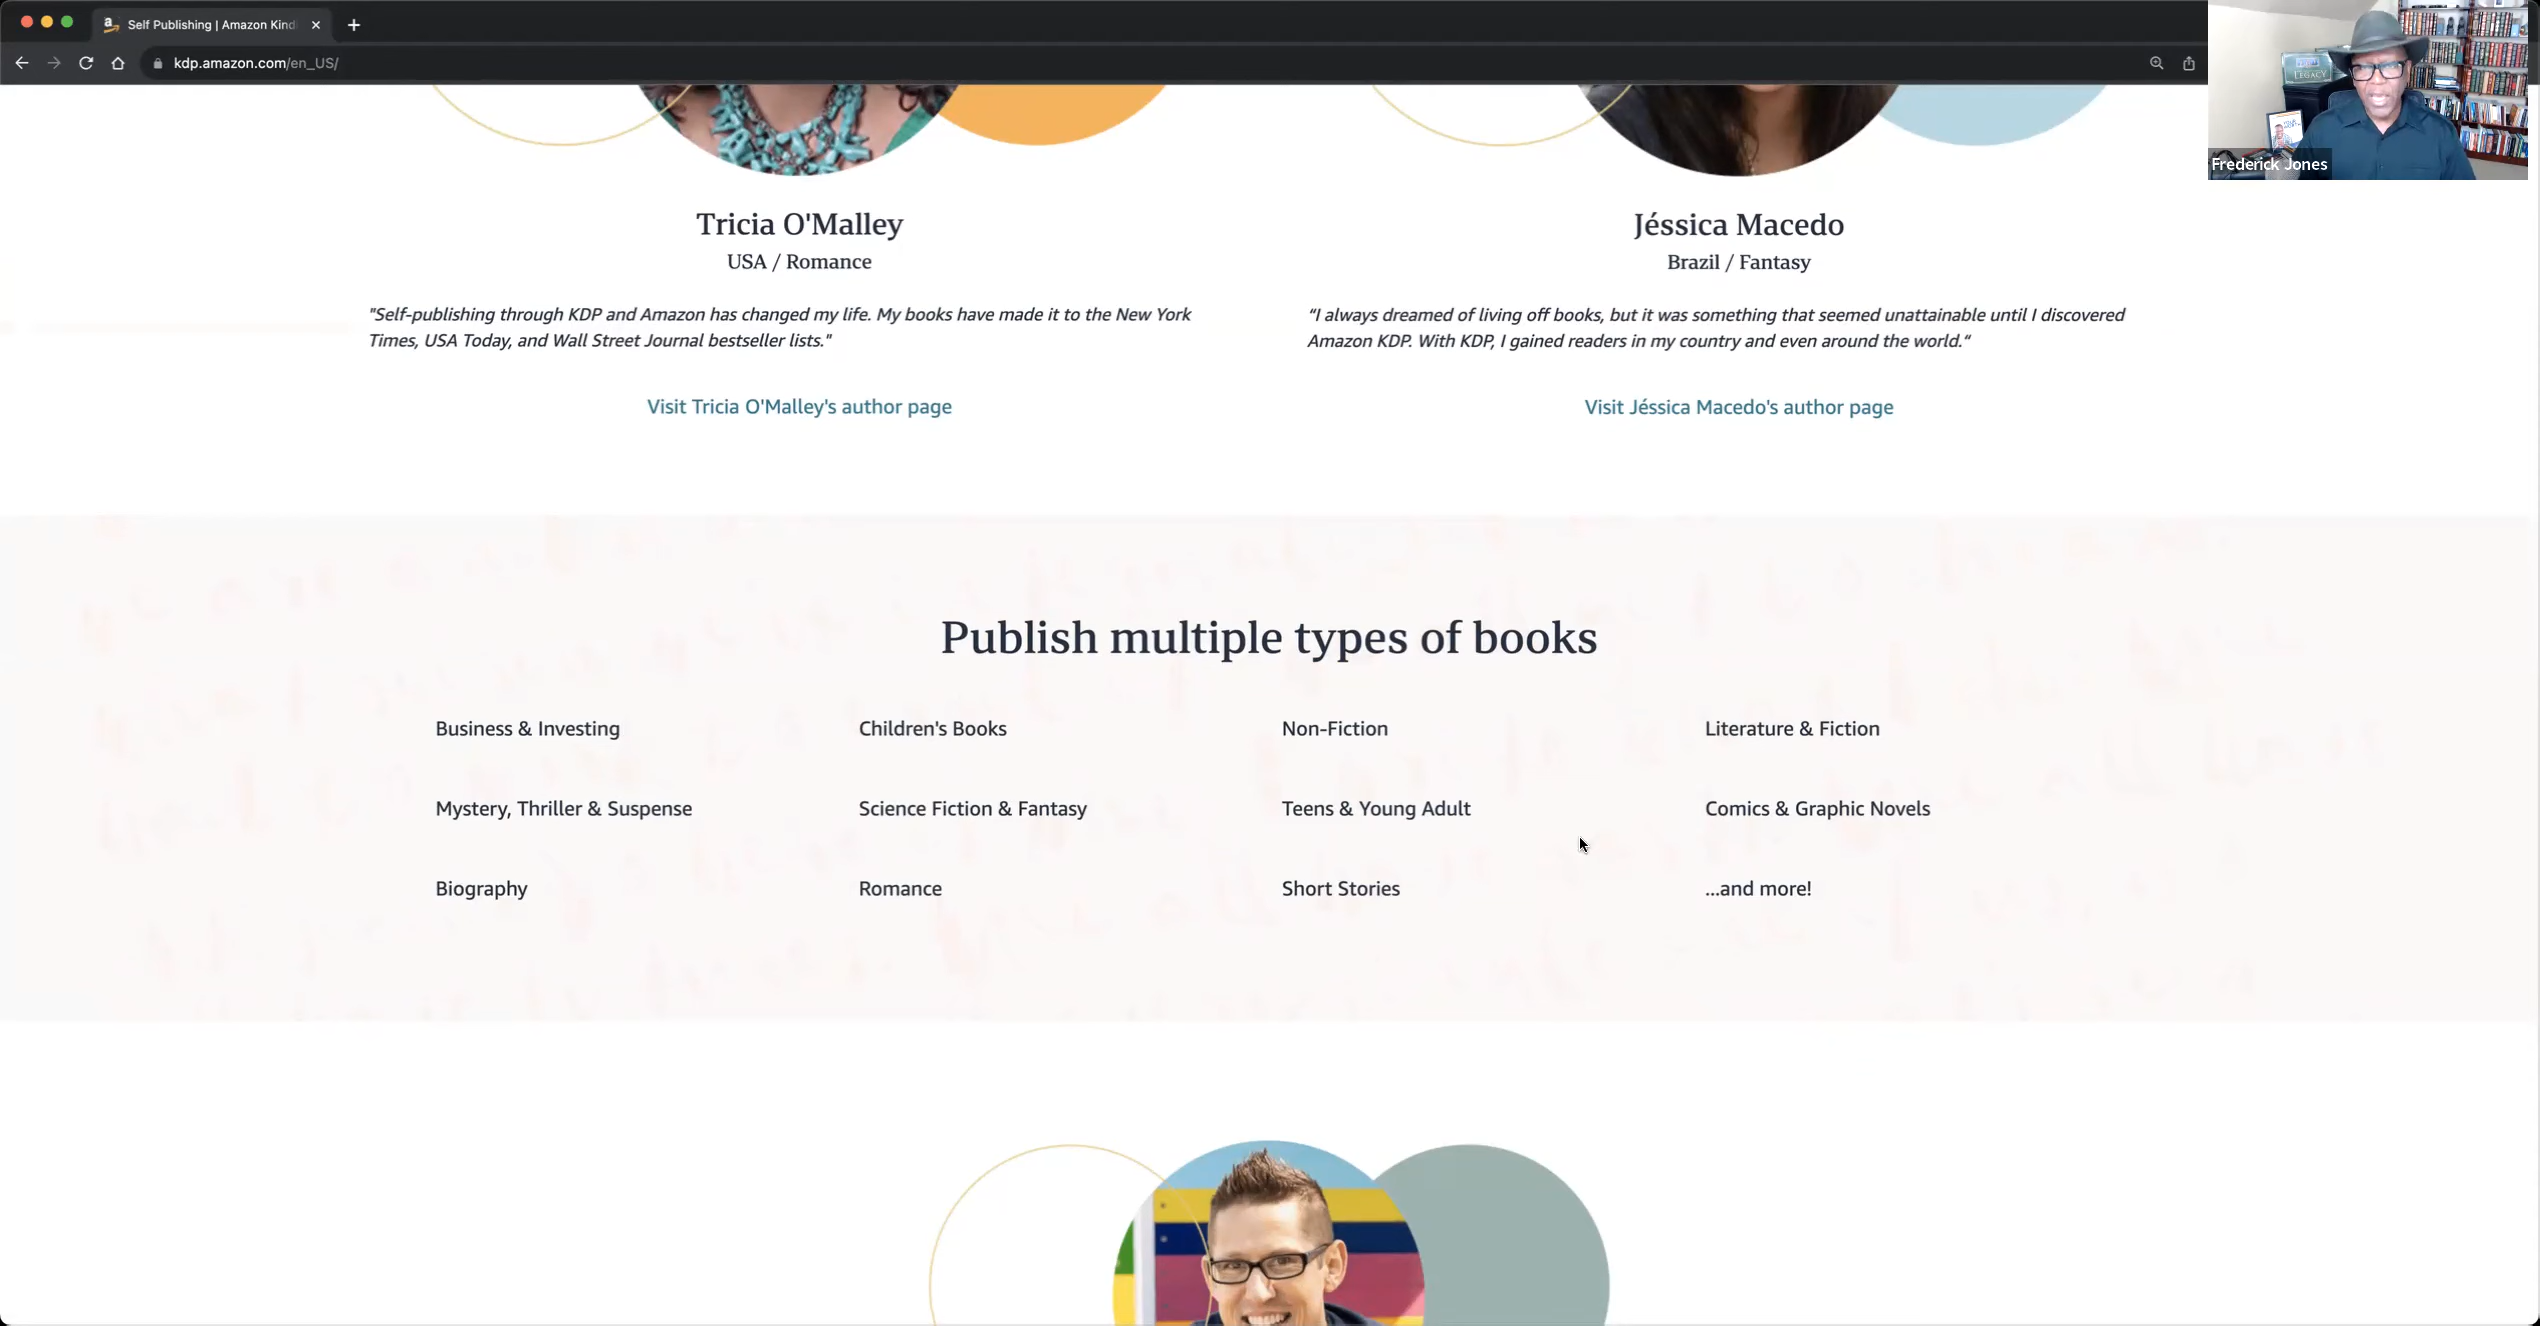 Self Publishing | Amazon Kind
kdp.amazon.com/en_US/
LEGACY
Frederick Jones
Tricia O'Malley
USA / Romance
"Self-publishing through KDP and Amazon has changed my life. My books have made it to the New York
Times, USA Today, and Wall Street Journal bestseller lists."
Visit Tricia O'Malley's author page
Jéssica Macedo
Brazil / Fantasy
“I always dreamed of living off books, but it was something that seemed unattainable until I discovered
Amazon KDP. With KDP, I gained readers in my country and even around the world.“
Visit Jéssica Macedo's author page
Publish multiple types of books
Business & Investing
Children's Books
Non-Fiction
Literature & Fiction
Mystery, Thriller & Suspense
Science Fiction & Fantasy
Teens & Young Adult
Comics & Graphic Novels
Biography
Romance
Short Stories
...and more!